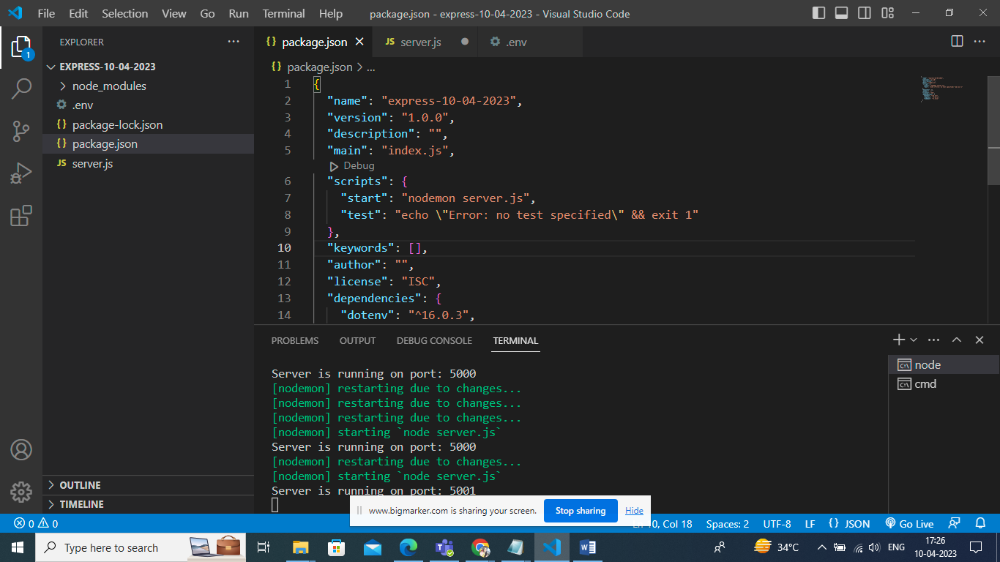 File Edit Selection View Go Run Terminal Help package.json - express-10-04-2023 - Visual Studio Code
EXPLORER
EXPRESS-10-04-2023
node_modules
.env
package-lock.json
package.json
JS server.js
OUTLINE
TIMELINE
1
{} package.json JS server.js .env
{} package.json > ...
1 {
2 "name": "express-10-04-2023",
3 "version": "1.0.0",
4 "description": "",
5 "main": "index.js",
Debug
6 "scripts": {
7 "start": "nodemon server.js",
8 "test": "echo \"Error: no test specified\" && exit 1"
9 },
10 "keywords": [],
11 "author": "",
12 "license": "ISC",
13 "dependencies": {
14 "dotenv": "^16.0.3",
PROBLEMS OUTPUT DEBUG CONSOLE TERMINAL
Server is running on port: 5000
[nodemon] restarting due to changes...
[nodemon] restarting due to changes...
[nodemon] restarting due to changes...
[nodemon] starting `node server.js`
Server is running on port: 5000
[nodemon] restarting due to changes...
[nodemon] starting `node server.js`
Server is running on port: 5001
node
cmd
www.bigmarker.com is sharing your screen. Stop sharing Hide
0 0 10, Col 18 Spaces: 2 UTF-8 LF {} JSON Go Live
Type here to search 34°C ENG 17:26
10-04-2023